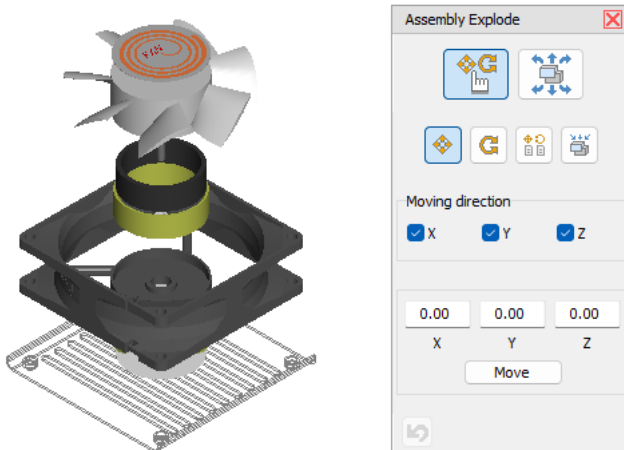 Assembly Explode
Moving direction
X Y Z
0.00 0.00 0.00
X Y Z
Move